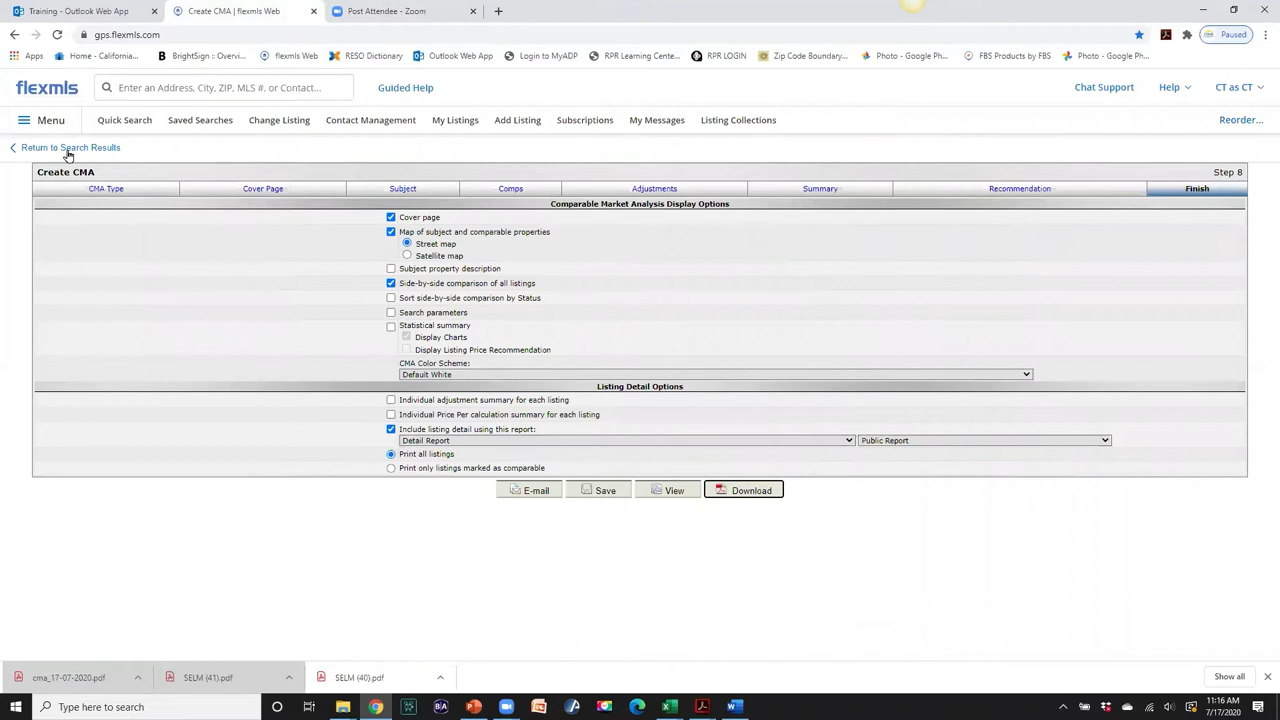 Training - Outlook Web App
Create CMA | flexmls Web
Post Attendee - Zoom
gps.flexmls.com
Paused
Apps
Home - California...
BrightSign :: Overvi...
flexmls Web
RESO Dictionary
Outlook Web App
Login to MyADP
RPR Learning Cente...
RPR LOGIN
Zip Code Boundary...
Photo - Google Ph...
FBS Products by FBS
Photo - Google Ph...
flexmls
Enter an Address, City, ZIP, MLS #, or Contact...
Guided Help
Chat Support
Help
CT as CT
Menu
Quick Search
Saved Searches
Change Listing
Contact Management
My Listings
Add Listing
Subscriptions
My Messages
Listing Collections
Reorder...
Return to Search Results
Create CMA
Step 8
CMA Type
Cover Page
Subject
Comps
Adjustments
Summary
Recommendation
Finish
Comparable Market Analysis Display Options
Cover page
Map of subject and comparable properties
Street map
Satellite map
Subject property description
Side-by-side comparison of all listings
Sort side-by-side comparison by Status
Search parameters
Statistical summary
Display Charts
Display Listing Price Recommendation
CMA Color Scheme:
Default White
Listing Detail Options
Individual adjustment summary for each listing
Individual Price Per calculation summary for each listing
Include listing detail using this report:
Detail Report
Public Report
Print all listings
Print only listings marked as comparable
E-mail
Save
View
Download
cma_17-07-2020.pdf
SELM (41).pdf
SELM (40).pdf
Show all
Type here to search
11:16 AM
7/17/2020